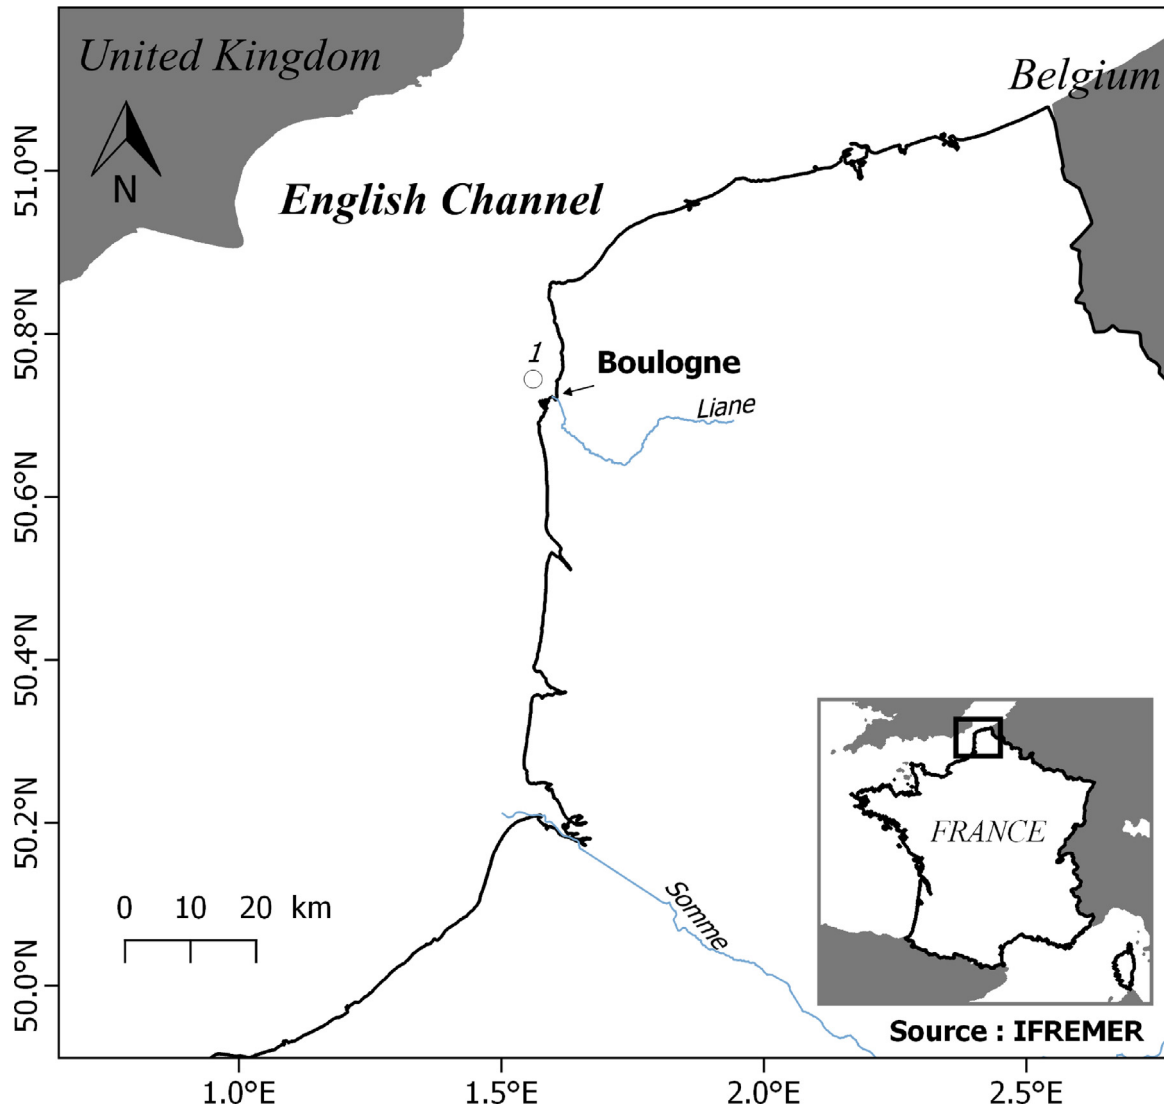 United Kingdom
Belgium
N
English Channel
51.0°N
50.8°N
50.6°N
50.4°N
50.2°N
50.0°N
1
Boulogne
Liane
Somme
0 10 20 km
FRANCE
Source : IFREMER
1.0°E 1.5°E 2.0°E 2.5°E